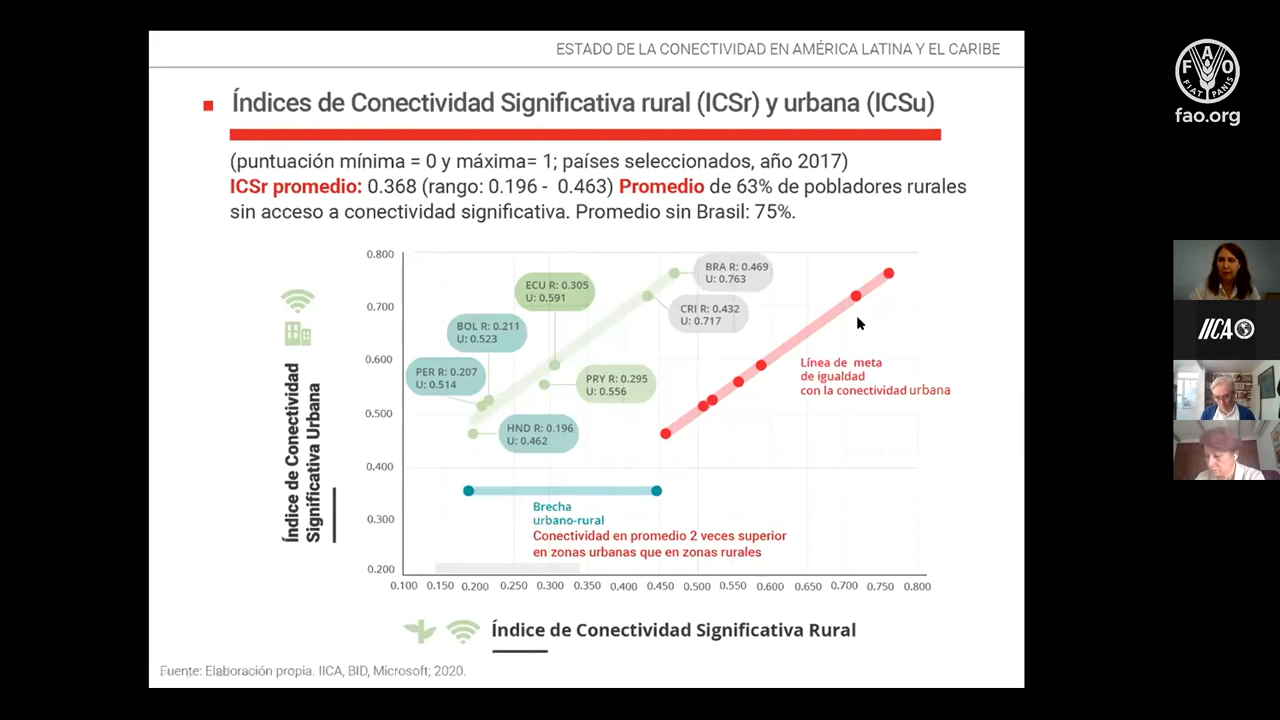 ESTADO DE LA CONECTIVIDAD EN AMÉRICA LATINA Y EL CARIBE
Índices de Conectividad Significativa rural (ICSr) y urbana (ICSu)
(puntuación mínima = 0 y máxima= 1; países seleccionados, año 2017)
ICSr promedio: 0.368 (rango: 0.196 - 0.463) Promedio de 63% de pobladores rurales
sin acceso a conectividad significativa. Promedio sin Brasil: 75%.
0.800
0.700
0.600
0.500
0.400
0.300
0.200
Índice de Conectividad
Significativa Urbana
BRA R: 0.469
U: 0.763
ECU R: 0.305
U: 0.591
CRI R: 0.432
U: 0.717
BOL R: 0.211
U: 0.523
PER R: 0.207
U: 0.514
PRY R: 0.295
U: 0.556
HND R: 0.196
U: 0.462
Línea de meta
de igualdad
con la conectividad urbana
Brecha
urbano-rural
Conectividad en promedio 2 veces superior
en zonas urbanas que en zonas rurales
0.100 0.150 0.200 0.250 0.300 0.350 0.400 0.450 0.500 0.550 0.600 0.650 0.700 0.750 0.800
Índice de Conectividad Significativa Rural
Fuente: Elaboración propia. IICA, BID, Microsoft; 2020.
FAO
FIAT PANIS
fao.org
IICA